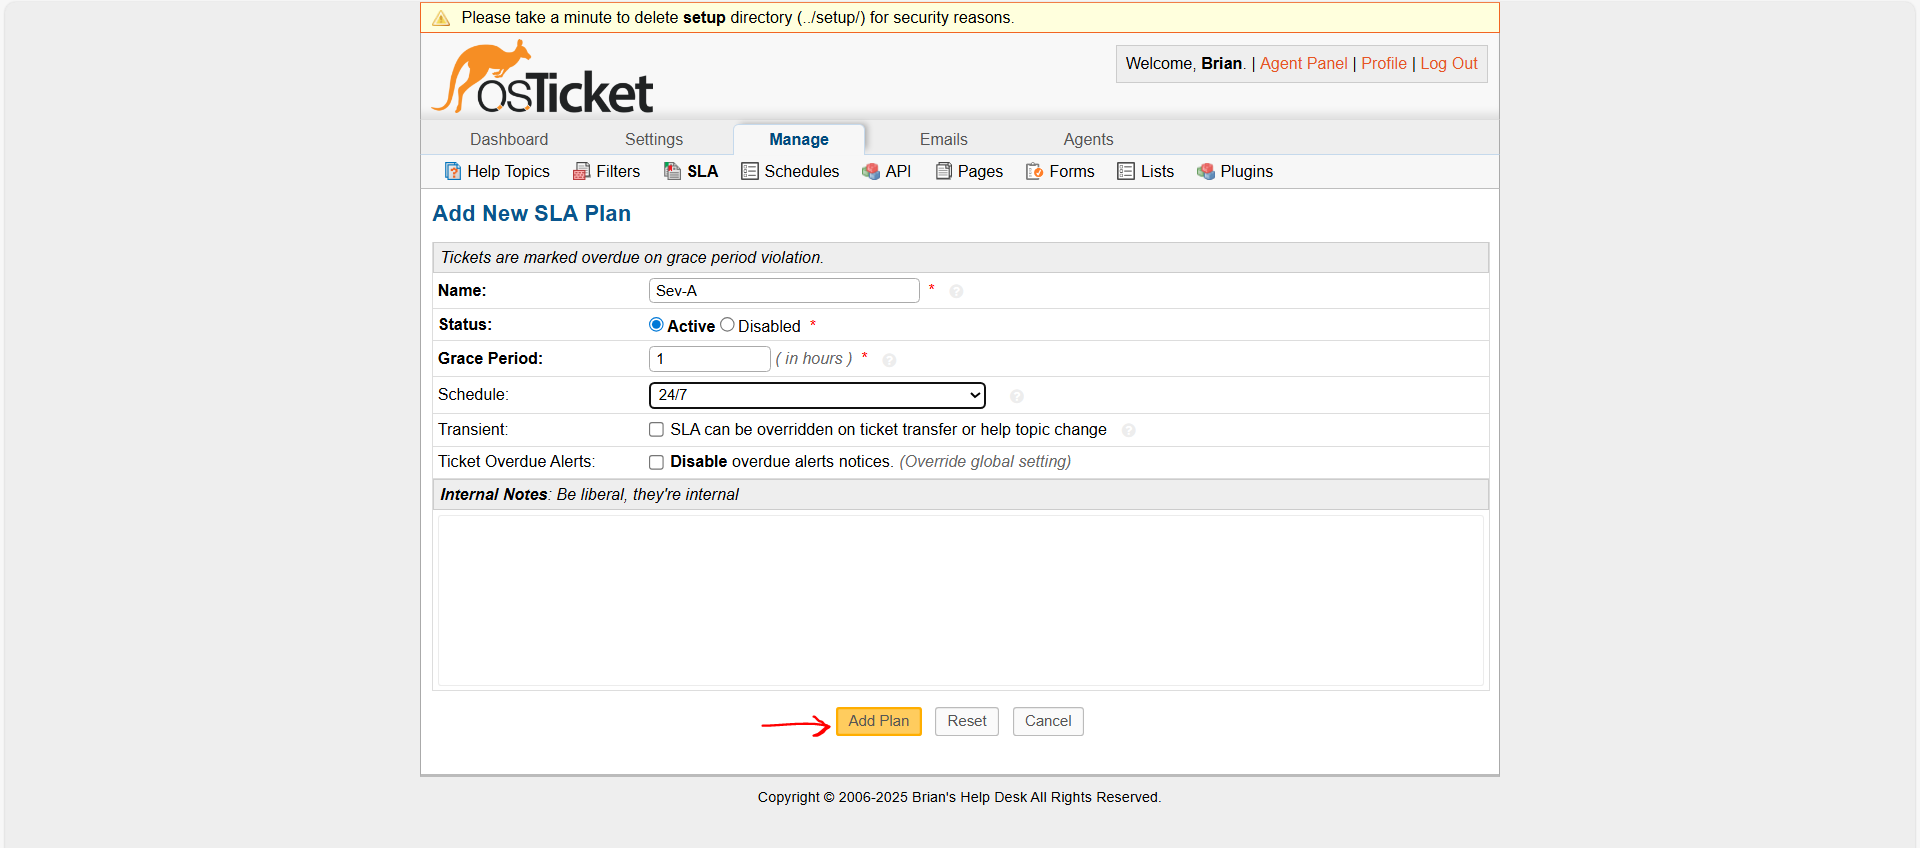 Please take a minute to delete setup directory (../setup/) for security reasons.
osTicket
Welcome, Brian. | Agent Panel | Profile | Log Out
Dashboard Settings Manage Emails Agents
Help Topics Filters SLA Schedules API Pages Forms Lists Plugins
Add New SLA Plan
Tickets are marked overdue on grace period violation.
Name: Sev-A * ?
Status: Active Disabled *
Grace Period: 1 ( in hours ) * ?
Schedule: 24/7 ?
Transient: SLA can be overridden on ticket transfer or help topic change ?
Ticket Overdue Alerts: Disable overdue alerts notices. (Override global setting)
Internal Notes: Be liberal, they're internal
Add Plan Reset Cancel
Copyright © 2006-2025 Brian's Help Desk All Rights Reserved.